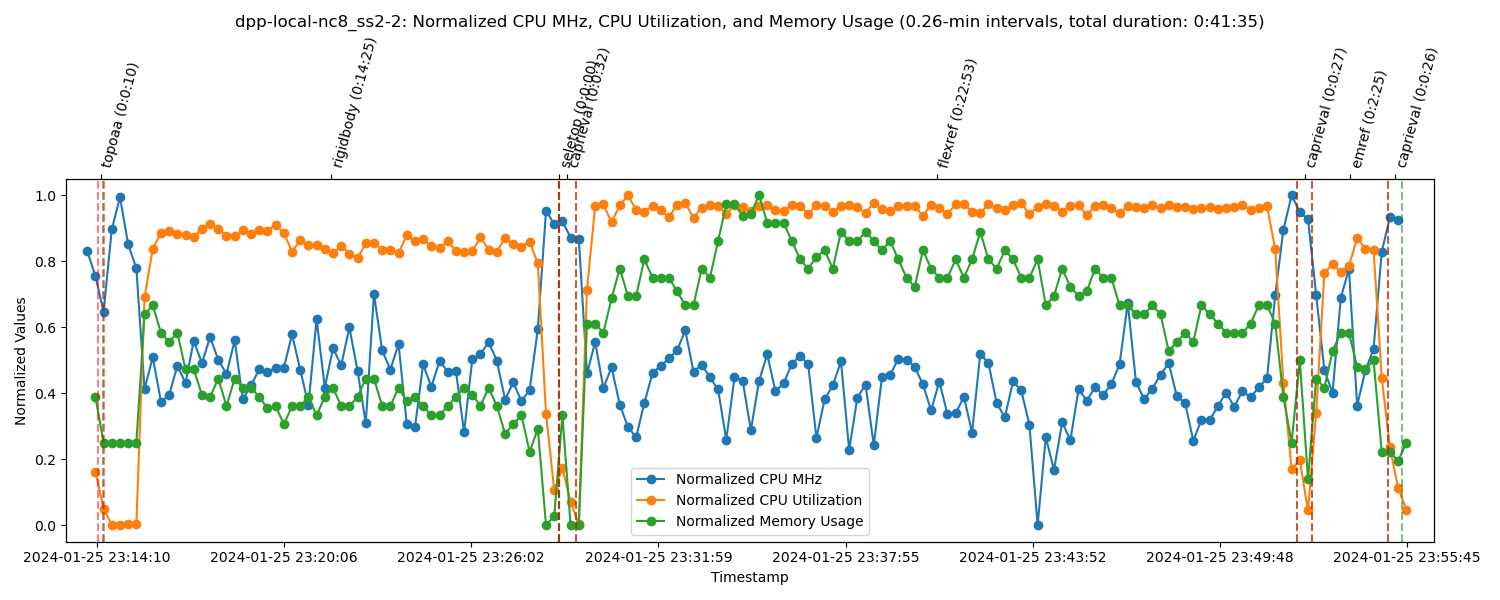 dpp-local-nc8_ss2-2: Normalized CPU MHz, CPU Utilization, and Memory Usage (0.26-min intervals, total duration: 0:41:35)
topoaa (0:0:10)
rigidbody (0:14:25)
seletop (0:0:00)
caprieval (0:0:32)
flexref (0:22:53)
caprieval (0:0:27)
emref (0:2:25)
caprieval (0:0:26)
Normalized Values
1.0
0.8
0.6
0.4
0.2
0.0
Normalized CPU MHz
Normalized CPU Utilization
Normalized Memory Usage
2024-01-25 23:14:10
2024-01-25 23:20:06
2024-01-25 23:26:02
2024-01-25 23:31:59
2024-01-25 23:37:55
2024-01-25 23:43:52
2024-01-25 23:49:48
2024-01-25 23:55:45
Timestamp